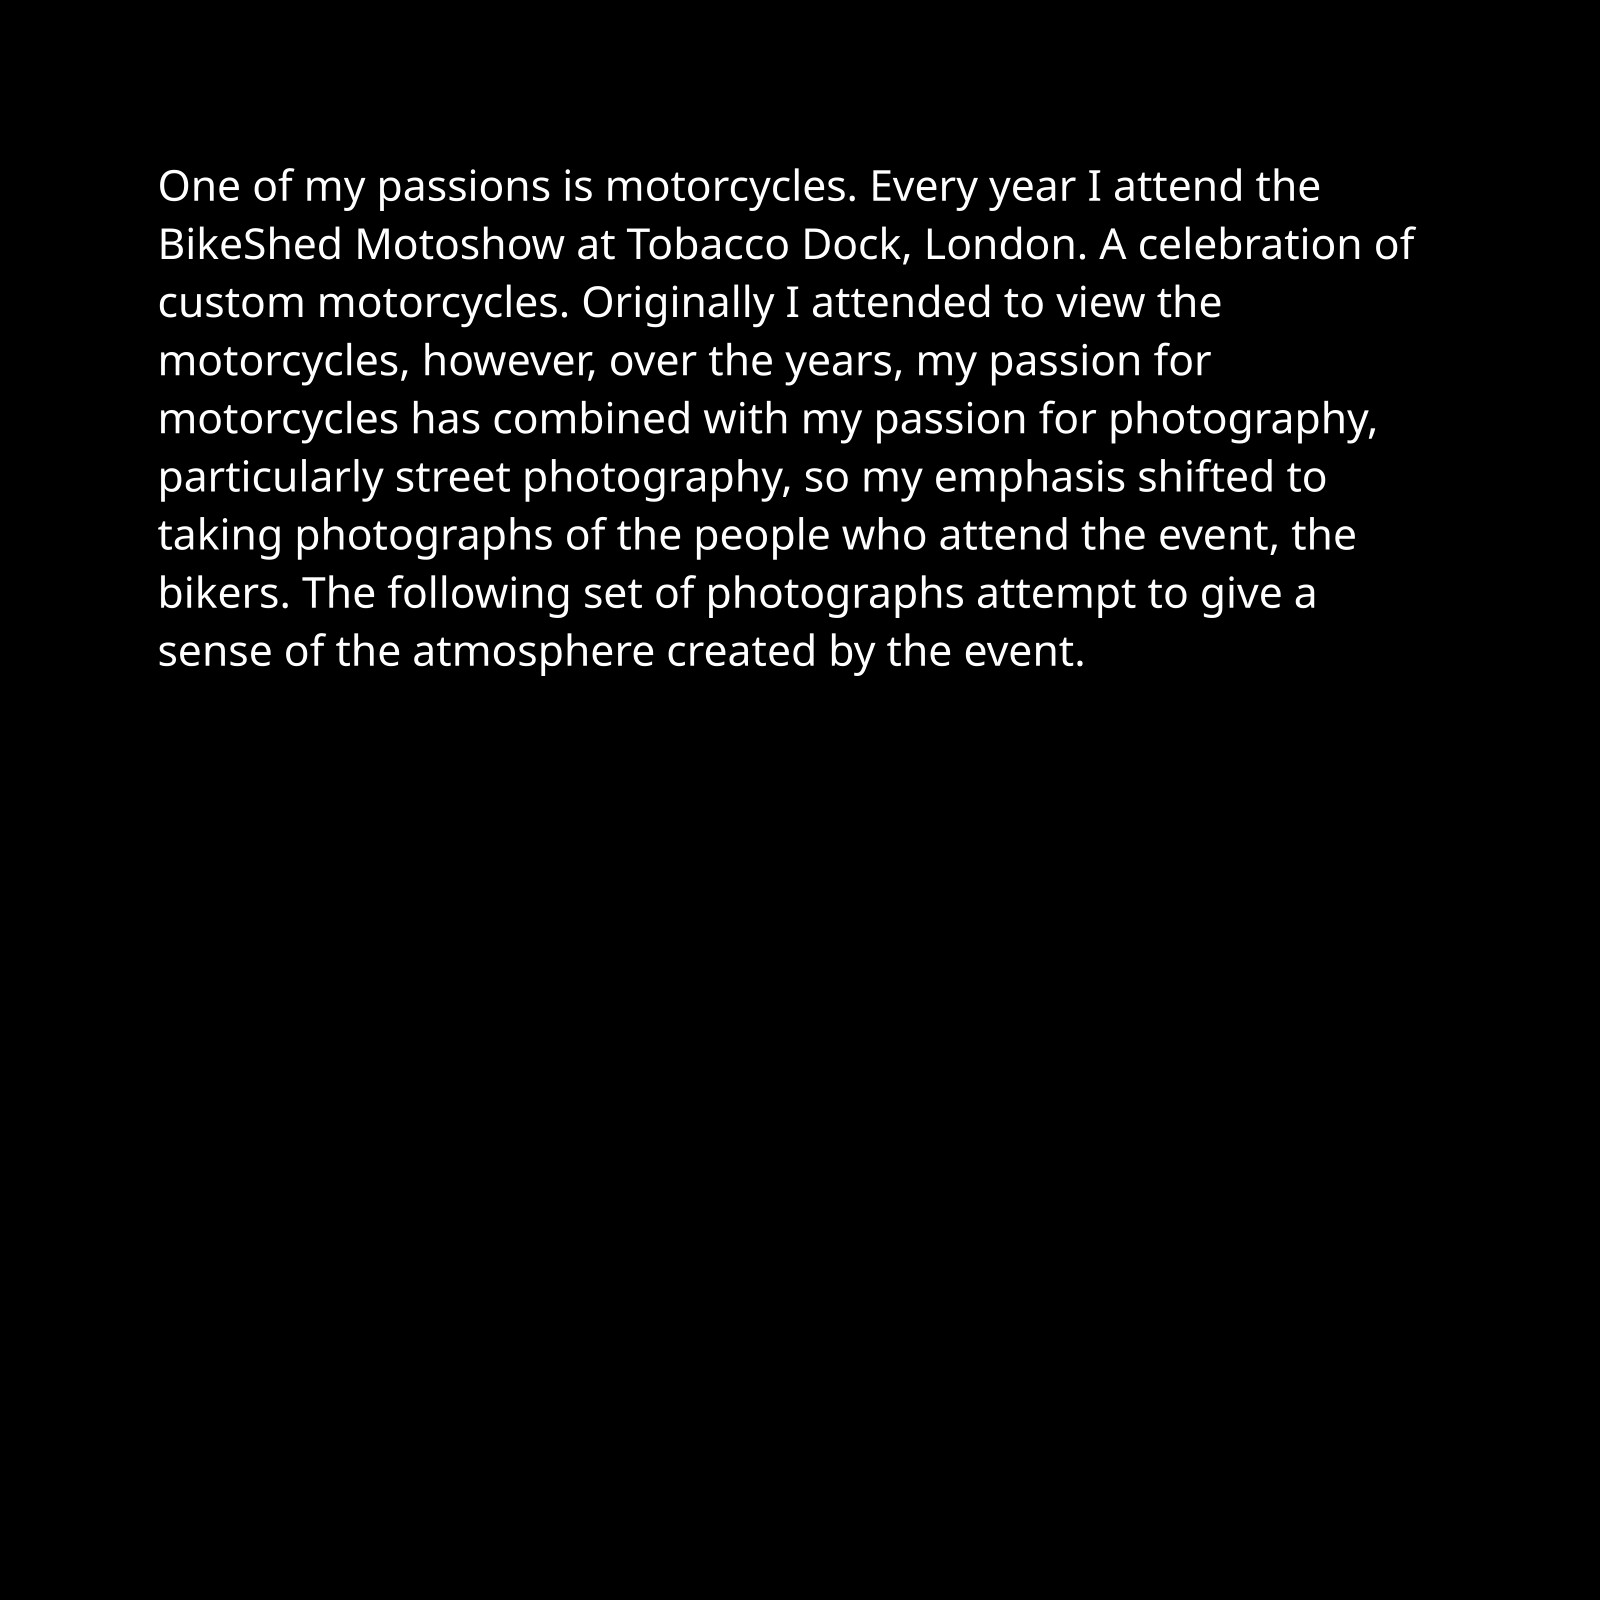 One of my passions is motorcycles. Every year I attend the
BikeShed Motoshow at Tobacco Dock, London. A celebration of
custom motorcycles. Originally I attended to view the
motorcycles, however, over the years, my passion for
motorcycles has combined with my passion for photography,
particularly street photography, so my emphasis shifted to
taking photographs of the people who attend the event, the
bikers. The following set of photographs attempt to give a
sense of the atmosphere created by the event.